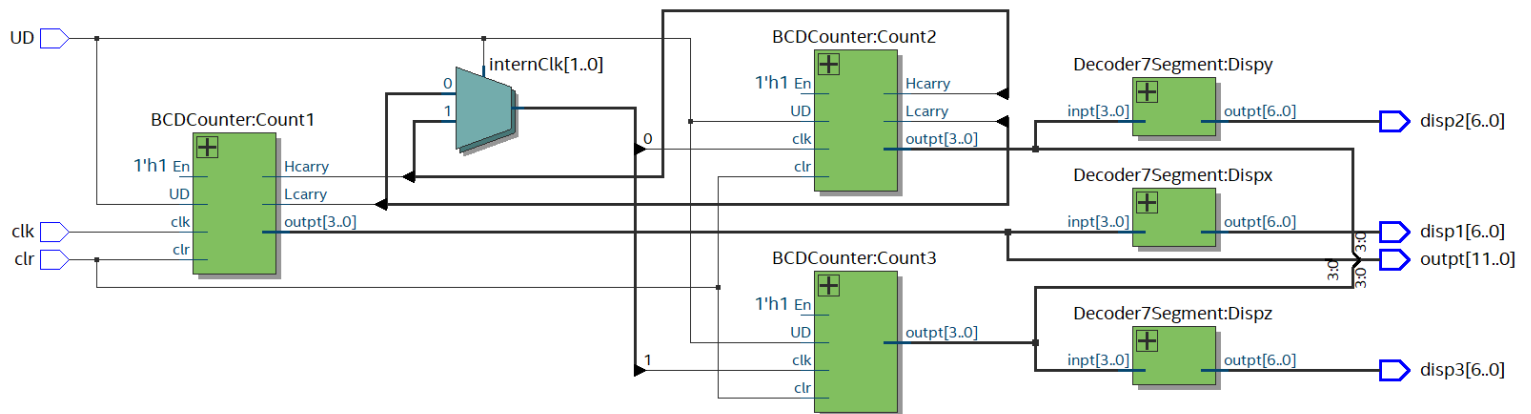 UD
clk
clr
BCDCounter:Count1
1'h1 En
UD
clk
clr
Hcarry
Lcarry
outpt[3..0]
internClk[1..0]
0
1
0
1
BCDCounter:Count2
1'h1 En
UD
clk
clr
Hcarry
Lcarry
outpt[3..0]
BCDCounter:Count3
1'h1 En
UD
clk
clr
outpt[3..0]
Decoder7Segment:Dispy
inpt[3..0]
outpt[6..0]
Decoder7Segment:Dispx
inpt[3..0]
outpt[6..0]
3:0
3:0
3:0
Decoder7Segment:Dispz
inpt[3..0]
outpt[6..0]
disp2[6..0]
disp1[6..0]
outpt[11..0]
disp3[6..0]